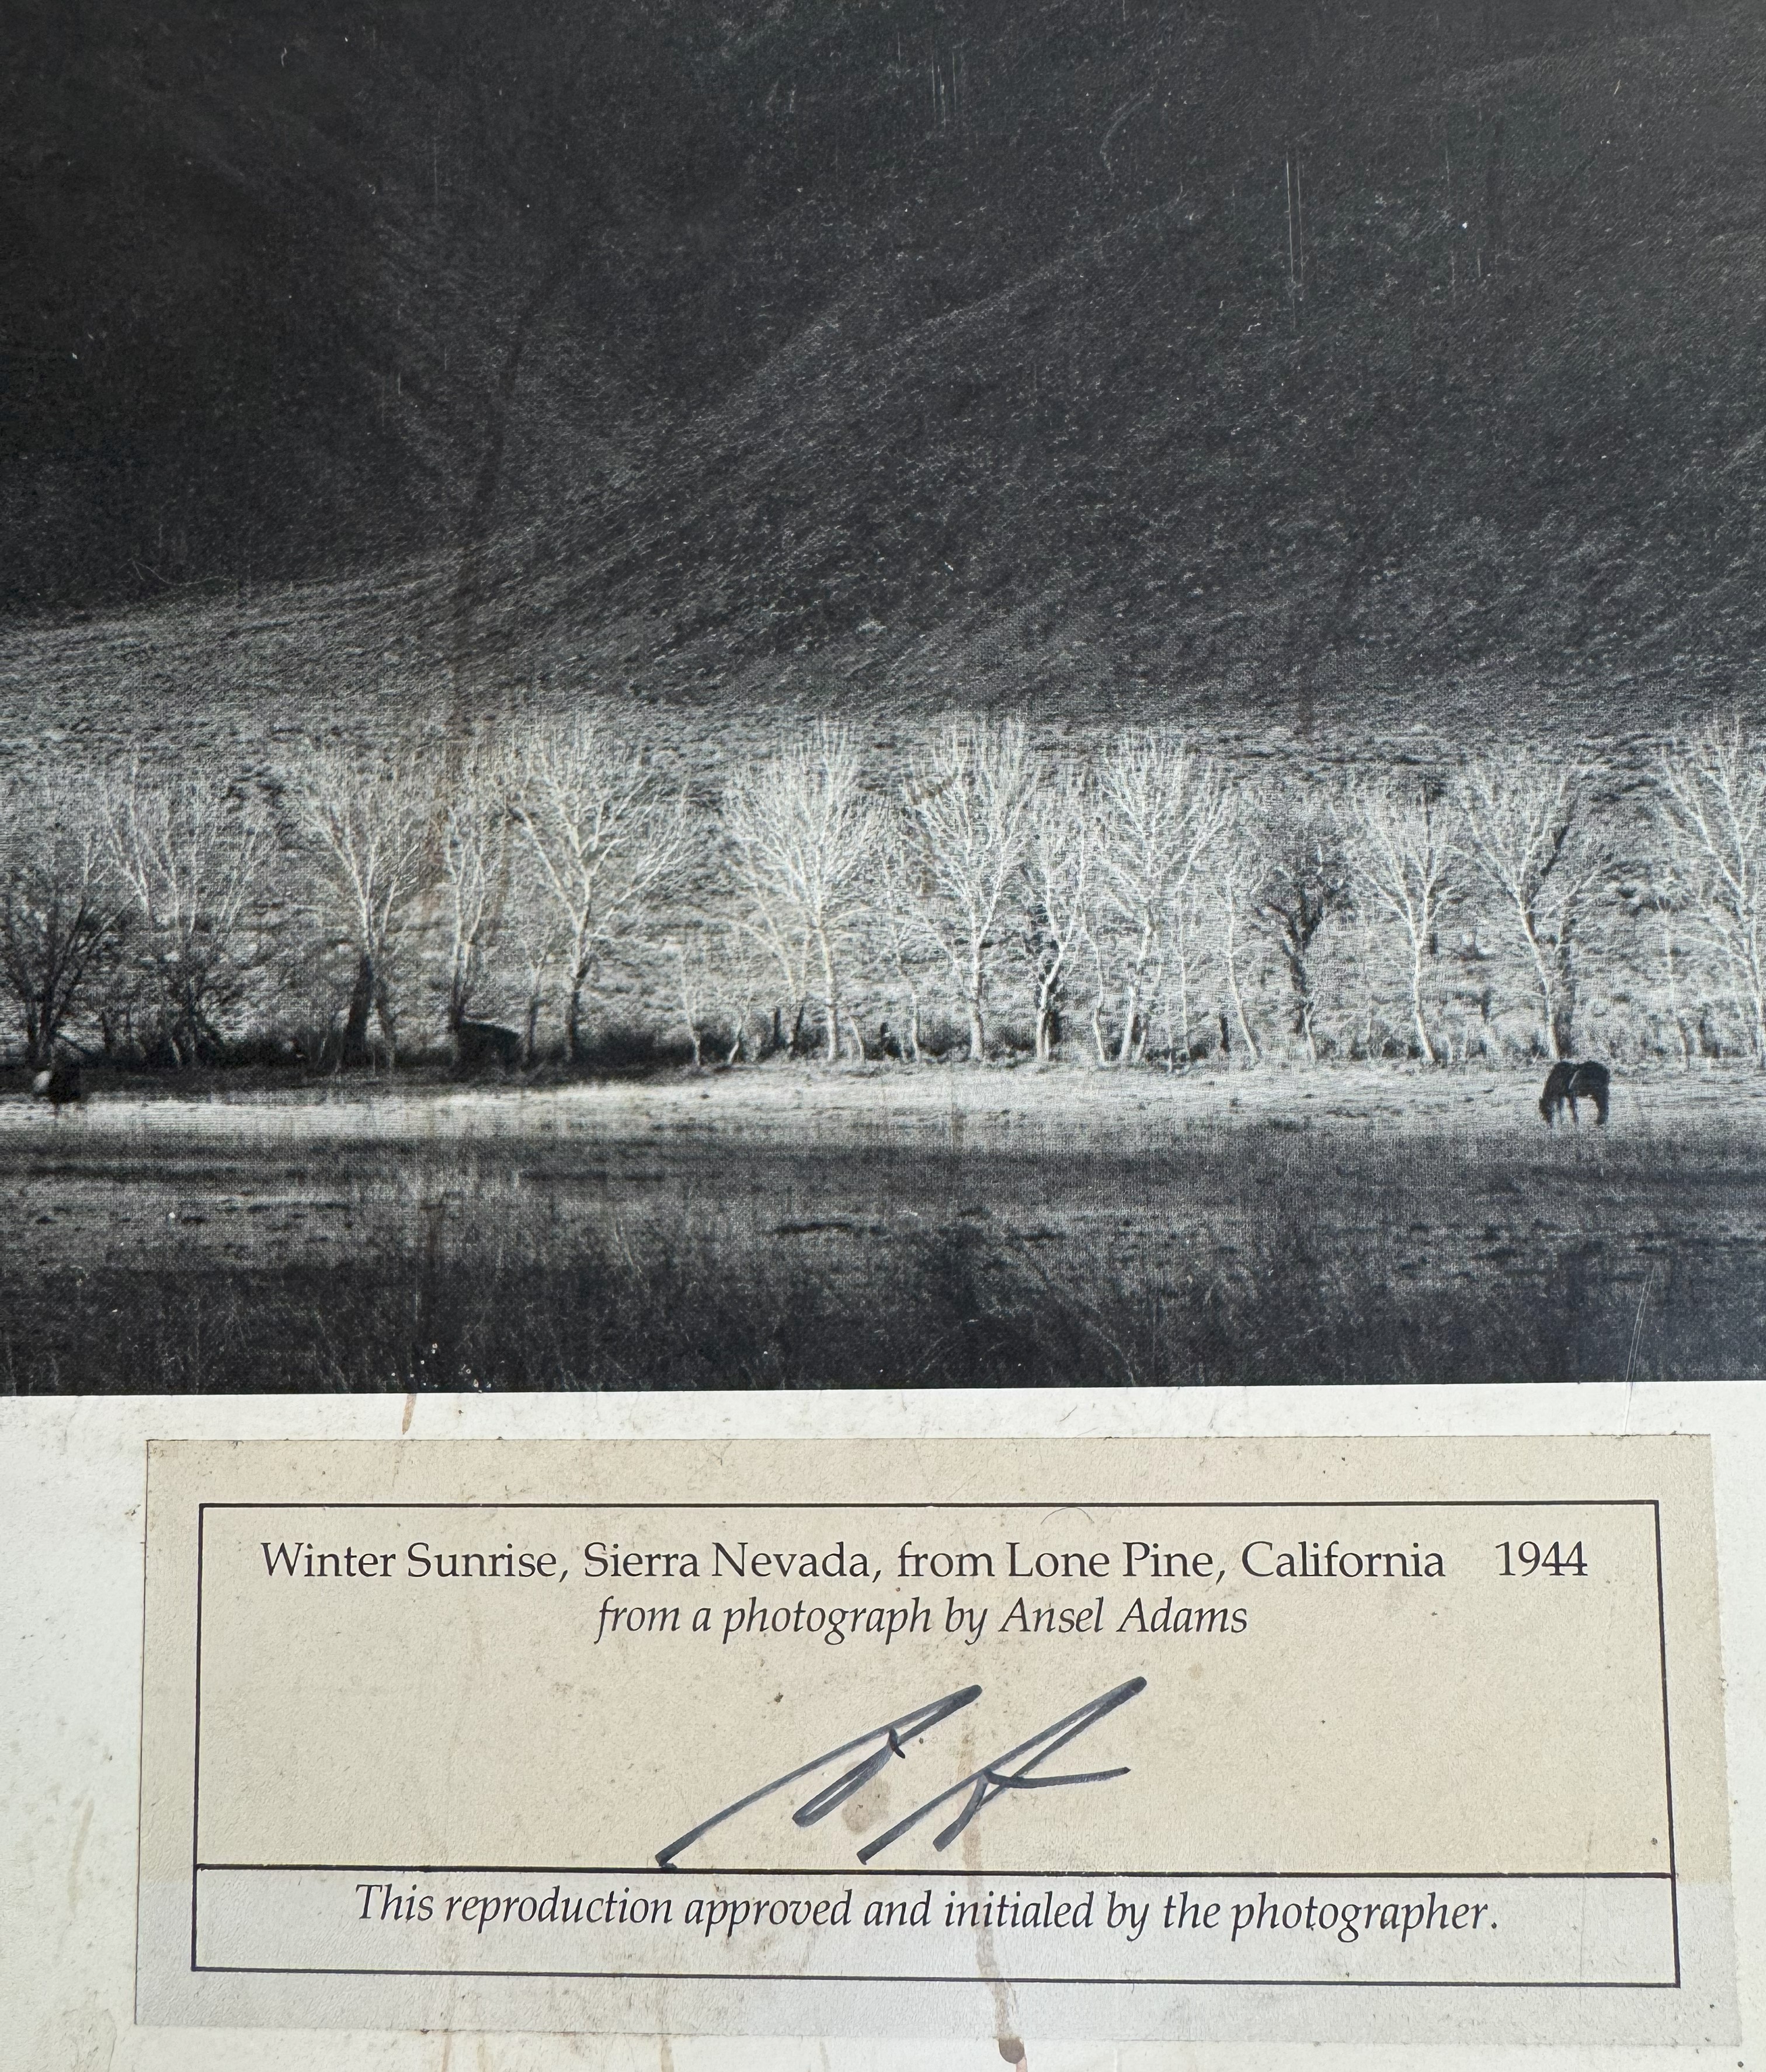 Winter Sunrise, Sierra Nevada, from Lone Pine, California 1944
from a photograph by Ansel Adams
AA
This reproduction approved and initialed by the photographer.